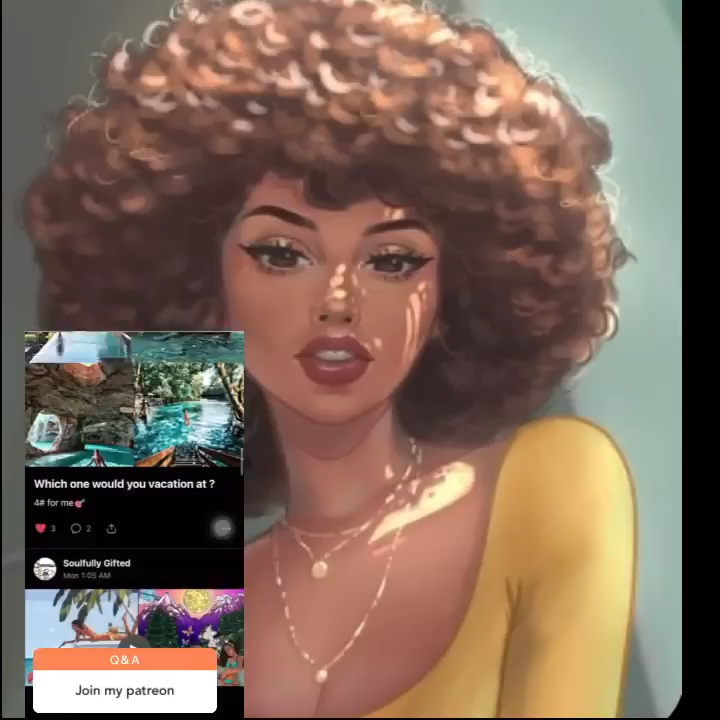 Which one would you vacation at ?
4# for me
3 2
Soulfully Gifted
Mon 1:05 AM
Q&A
Join my patreon